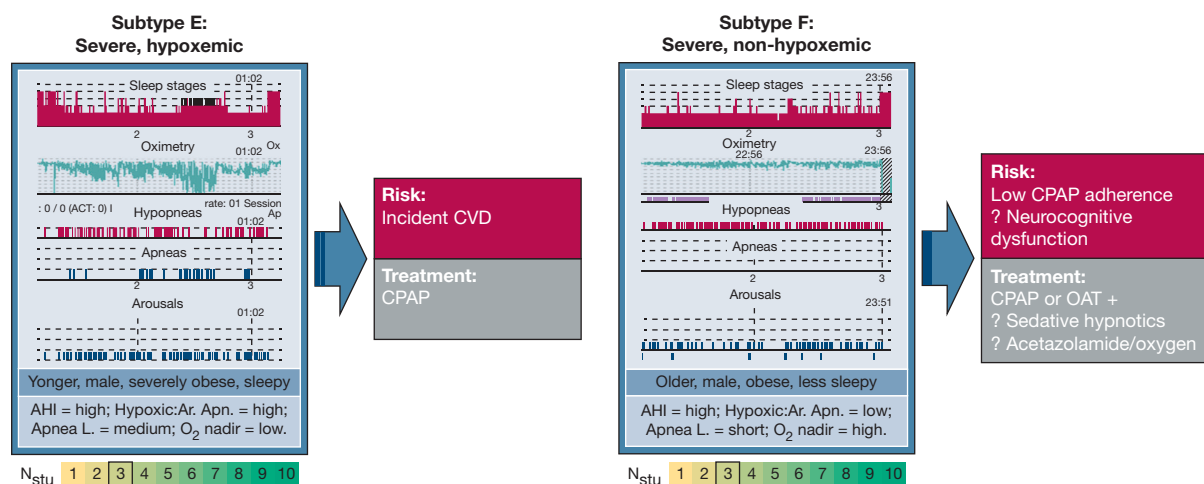 Subtype E:
Severe, hypoxemic
01:02
Sleep stages
2 3
Oximetry Ox
01:02
: 0 / 0 (ACT: 0) I rate: 01 Session
Hypopneas Ap
01:02
Apneas
2 3
Arousals
01:02
Yonger, male, severely obese, sleepy
AHI = high; Hypoxic:Ar. Apn. = high;
Apnea L. = medium; O2 nadir = low.
Nstu 1 2 3 4 5 6 7 8 9 10
Risk:
Incident CVD
Treatment:
CPAP
Subtype F:
Severe, non-hypoxemic
23:56
Sleep stages
2 3
Oximetry
22:56 23:56
3
Hypopneas
Apneas
2 3
Arousals
23:51
Older, male, obese, less sleepy
AHI = high; Hypoxic:Ar. Apn. = low;
Apnea L. = short; O2 nadir = high.
Nstu 1 2 3 4 5 6 7 8 9 10
Risk:
Low CPAP adherence
? Neurocognitive
dysfunction
Treatment:
CPAP or OAT +
? Sedative hypnotics
? Acetazolamide/oxygen